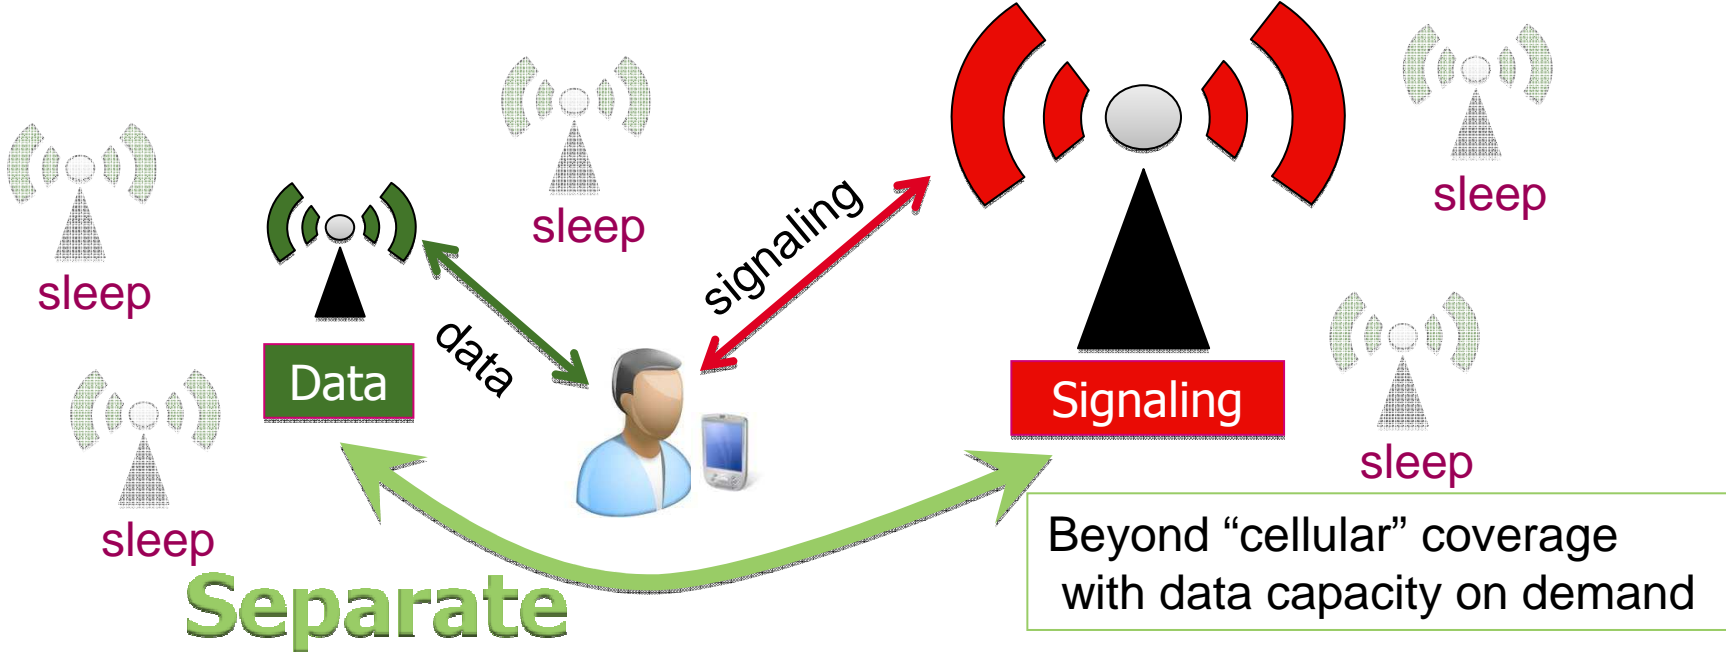 sleep
sleep
sleep
signaling
data
sleep
Data
Signaling
sleep
sleep
Separate
Beyond “cellular” coverage
with data capacity on demand